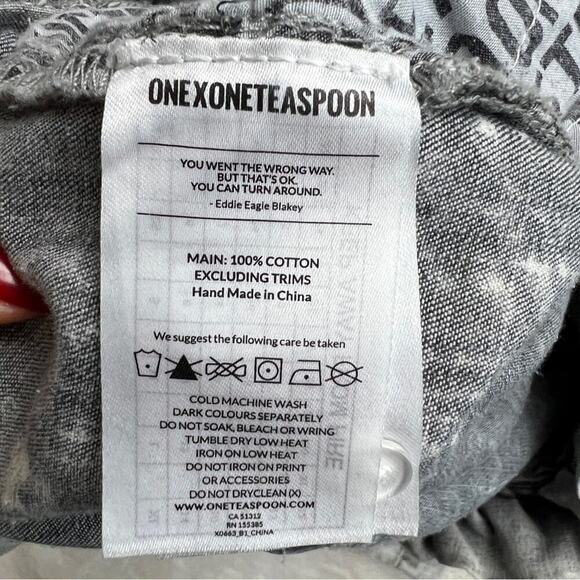 ONEXONETEASPOON
YOU WENT THE WRONG WAY.
BUT THAT'S OK.
YOU CAN TURN AROUND.
- Eddie Eagle Blakey
MAIN: 100% COTTON
EXCLUDING TRIMS
Hand Made in China
We suggest the following care be taken
COLD MACHINE WASH
DARK COLOURS SEPARATELY
DO NOT SOAK, BLEACH OR WRING
TUMBLE DRY LOW HEAT
IRON ON LOW HEAT
DO NOT IRON ON PRINT
OR ACCESSORIES
DO NOT DRYCLEAN (X)
WWW.ONETEASPOON.COM
CA 51312
RN 155385
X0663_B1_CHINA